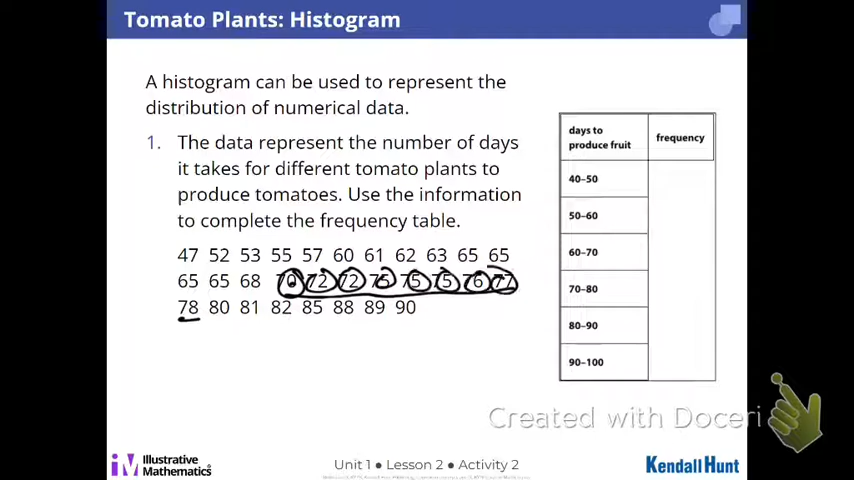 Tomato Plants: Histogram
A histogram can be used to represent the
distribution of numerical data.
1. The data represent the number of days
it takes for different tomato plants to
produce tomatoes. Use the information
to complete the frequency table.
47 52 53 55 57 60 61 62 63 65 65
65 65 68 70 72 72 75 75 75 76 77
78 80 81 82 85 88 89 90
days to
produce fruit
frequency
40–50
50–60
60–70
70–80
80–90
90–100
Created with Doceri
iM Illustrative
Mathematics
Unit 1 ● Lesson 2 ● Activity 2
Kendall Hunt